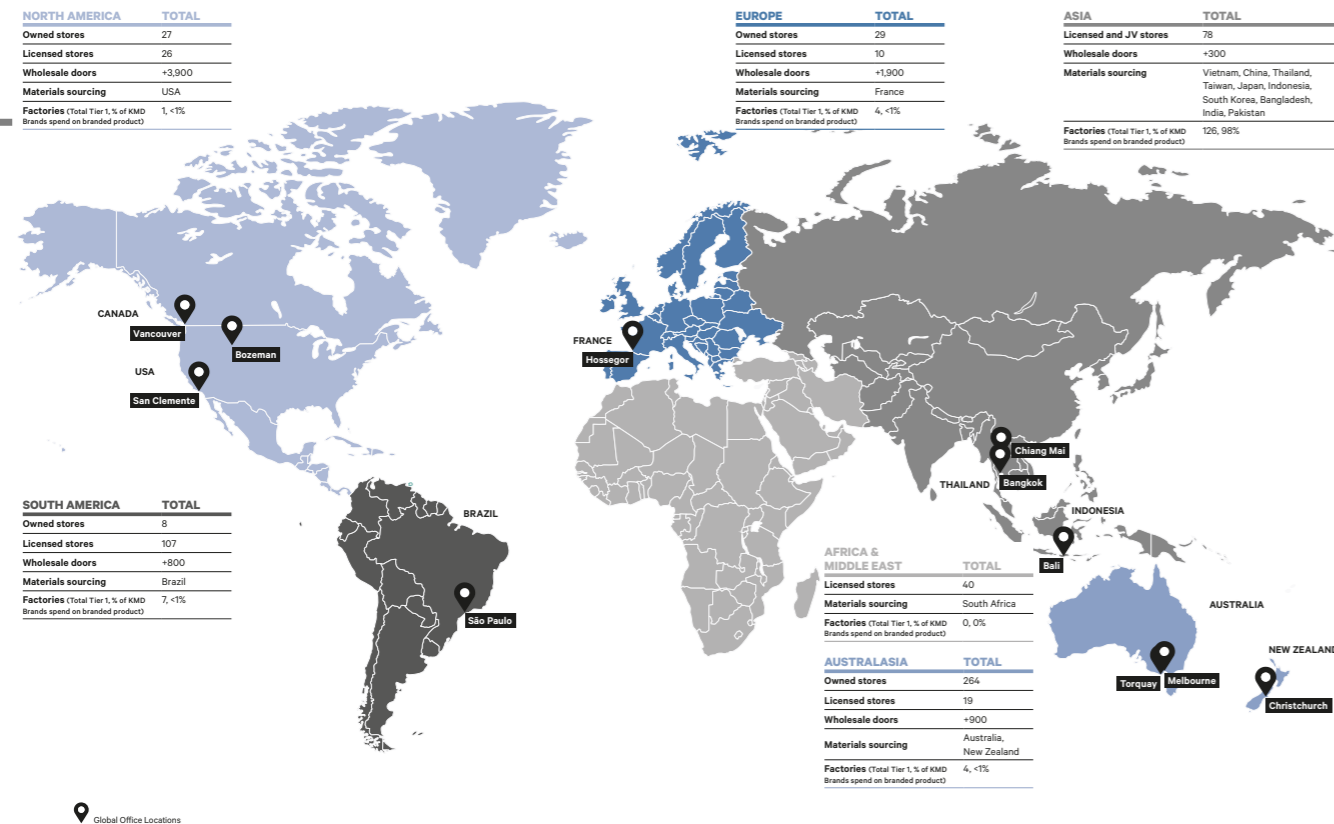 NORTH AMERICA TOTAL
Owned stores 27
Licensed stores 26
Wholesale doors +3,900
Materials sourcing USA
Factories (Total Tier 1, % of KMD 1, <1%
Brands spend on branded product)
EUROPE TOTAL
Owned stores 29
Licensed stores 10
Wholesale doors +1,900
Materials sourcing France
Factories (Total Tier 1, % of KMD 4, <1%
Brands spend on branded product)
ASIA TOTAL
Licensed and JV stores 78
Wholesale doors +300
Materials sourcing Vietnam, China, Thailand,
Taiwan, Japan, Indonesia,
South Korea, Bangladesh,
India, Pakistan
Factories (Total Tier 1, % of KMD 126, 98%
Brands spend on branded product)
CANADA
Vancouver
Bozeman
USA
San Clemente
FRANCE
Hossegor
Chiang Mai
THAILAND
Bangkok
INDONESIA
Bali
SOUTH AMERICA TOTAL
Owned stores 8
Licensed stores 107
Wholesale doors +800
Materials sourcing Brazil
Factories (Total Tier 1, % of KMD 7, <1%
Brands spend on branded product)
BRAZIL
São Paulo
AFRICA &
MIDDLE EAST TOTAL
Licensed stores 40
Materials sourcing South Africa
Factories (Total Tier 1, % of KMD 0, 0%
Brands spend on branded product)
AUSTRALASIA TOTAL
Owned stores 264
Licensed stores 19
Wholesale doors +900
Materials sourcing Australia,
New Zealand
Factories (Total Tier 1, % of KMD 4, <1%
Brands spend on branded product)
AUSTRALIA
Torquay
Melbourne
NEW ZEALAND
Christchurch
Global Office Locations